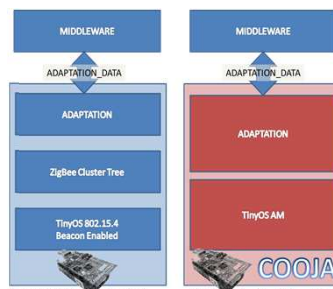 MIDDLEWARE
ADAPTATION_DATA
ADAPTATION
ZigBee Cluster Tree
TinyOS 802.15.4
Beacon Enabled
MIDDLEWARE
ADAPTATION_DATA
ADAPTATION
TinyOS AM
COOJA